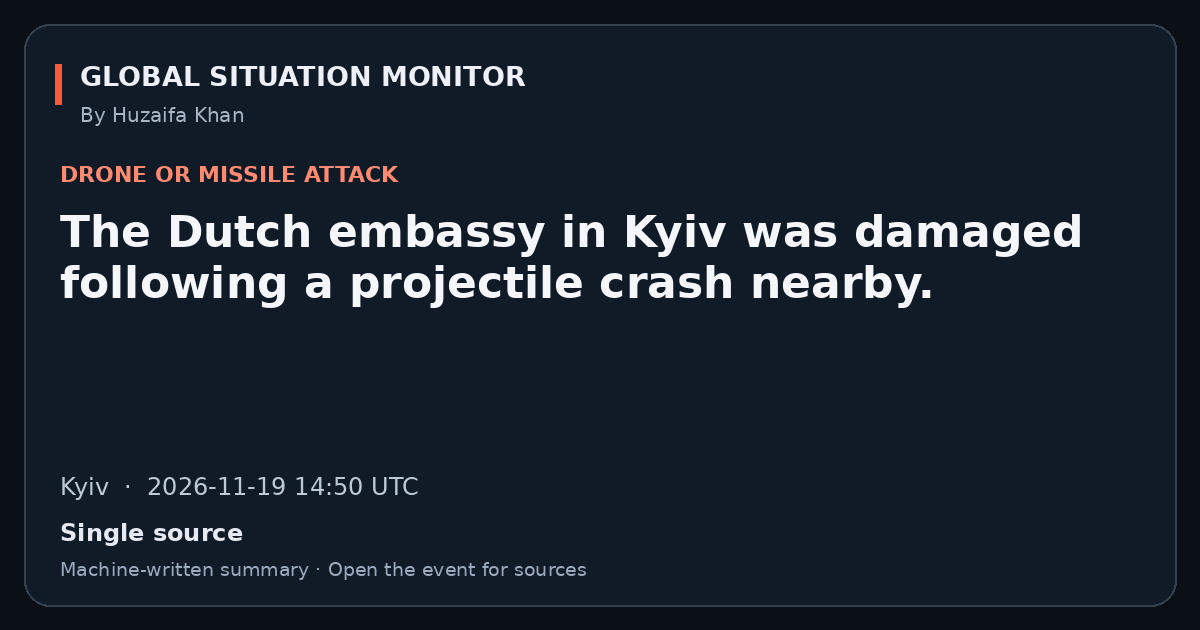 GLOBAL SITUATION MONITOR
By Huzaifa Khan
DRONE OR MISSILE ATTACK
The Dutch embassy in Kyiv was damaged
following a projectile crash nearby.
Kyiv · 2026-11-19 14:50 UTC
Single source
Machine-written summary · Open the event for sources